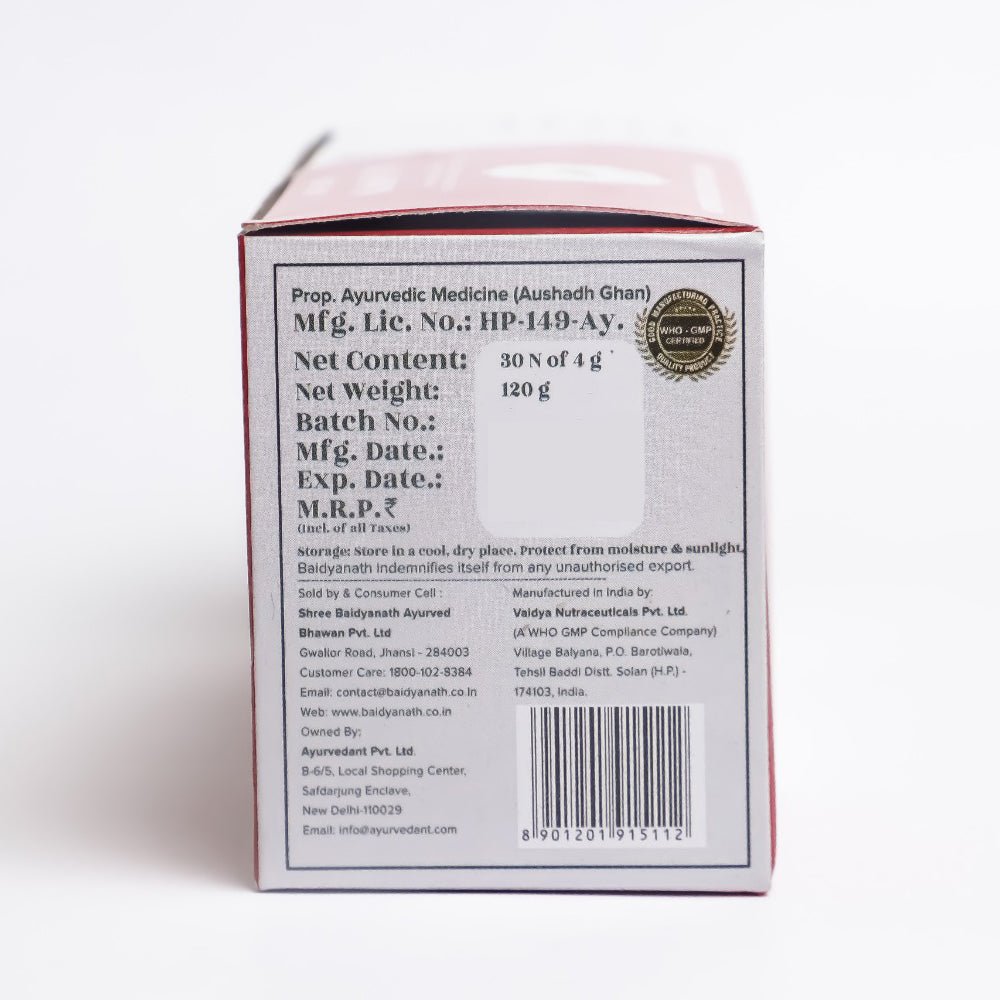 Prop. Ayurvedic Medicine (Aushadh Ghan)
Mfg. Lic. No.: HP-149-Ay.
GOOD MANUFACTURING PRACTICE
WHO - GMP
CERTIFIED
QUALITY PRODUCT
Net Content: 30 N of 4 g
Net Weight: 120 g
Batch No.:
Mfg. Date.:
Exp. Date.:
M.R.P.₹
(Incl. of all Taxes)
Storage: Store in a cool, dry place. Protect from moisture & sunlight.
Baidyanath Indemnifies itself from any unauthorised export.
Sold by & Consumer Cell :
Shree Baidyanath Ayurved
Bhawan Pvt. Ltd
Gwalior Road, Jhansi - 284003
Customer Care: 1800-102-8384
Email: contact@baidyanath.co.in
Web: www.baidyanath.co.in
Owned By:
Ayurvedant Pvt. Ltd.
B-6/5, Local Shopping Center,
Safdarjung Enclave,
New Delhi-110029
Email: info@ayurvedant.com
Manufactured in India by:
Vaidya Nutraceuticals Pvt. Ltd.
(A WHO GMP Compliance Company)
Village Balyana, P.O. Barotiwala,
Tehsil Baddi Distt. Solan (H.P.) -
174103, India.
8 901201 915112